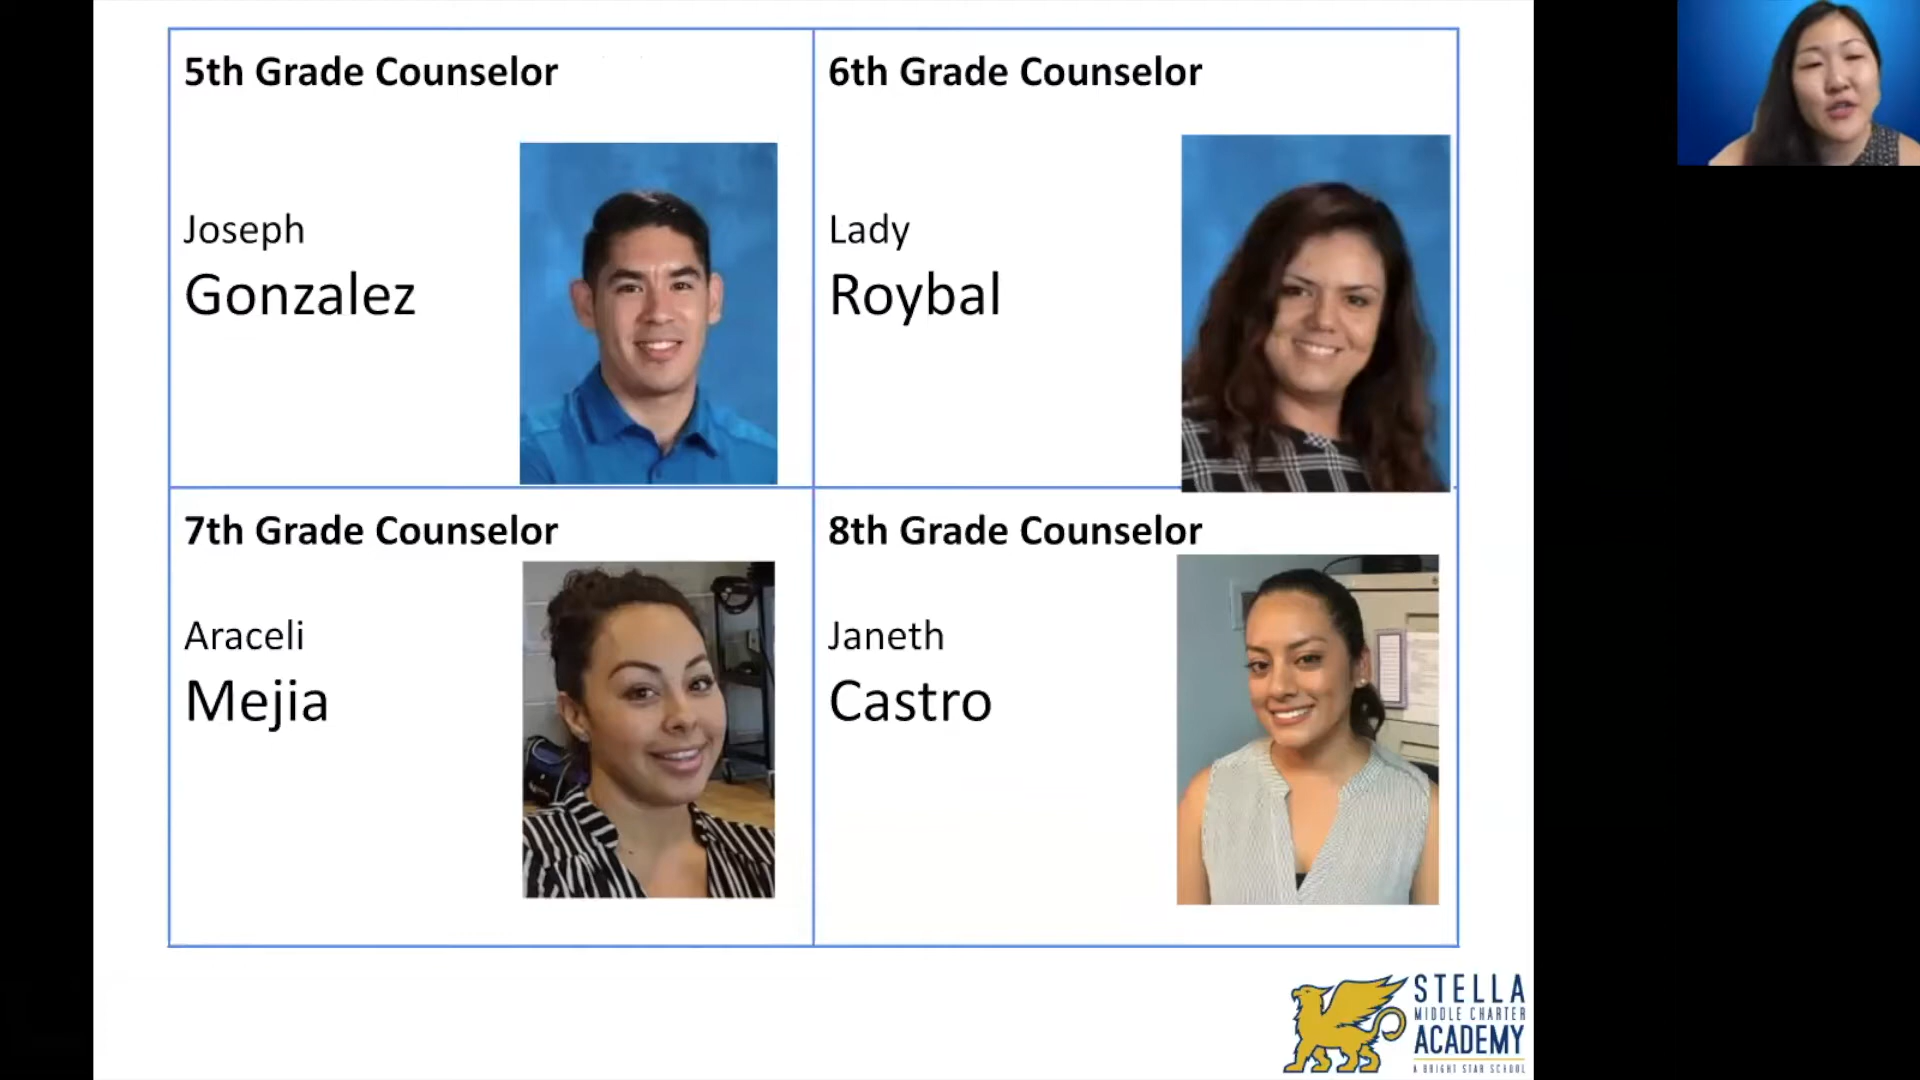 5th Grade Counselor
Joseph
Gonzalez
6th Grade Counselor
Lady
Roybal
7th Grade Counselor
Araceli
Mejia
8th Grade Counselor
Janeth
Castro
STELLA
MIDDLE CHARTER
ACADEMY
A BRIGHT STAR SCHOOL